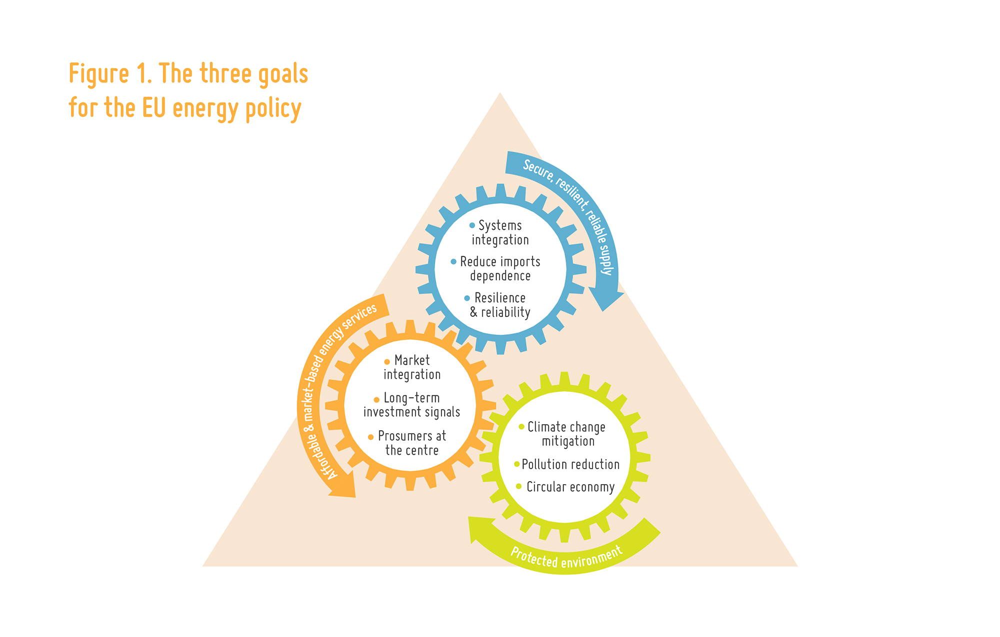 Figure 1. The three goals
for the EU energy policy
Secure, resilient, reliable supply
• Systems
integration
• Reduce imports
dependence
• Resilience
& reliability
Affordable & market-based energy services
• Market
integration
• Long-term
investment signals
• Prosumers at
the centre
• Climate change
mitigation
• Pollution reduction
• Circular economy
Protected environment